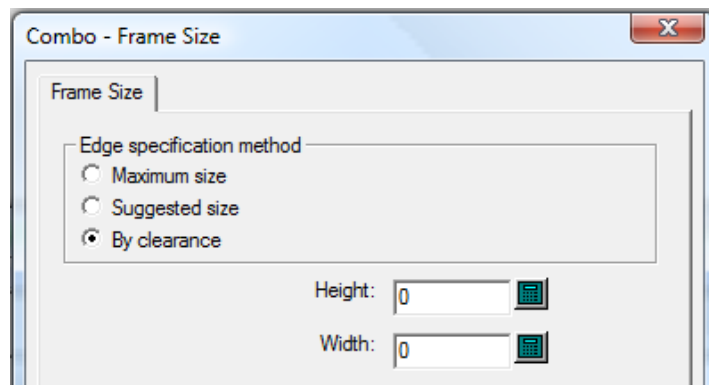 Combo - Frame Size
Frame Size
Edge specification method
Maximum size
Suggested size
By clearance
Height: 0
Width: 0